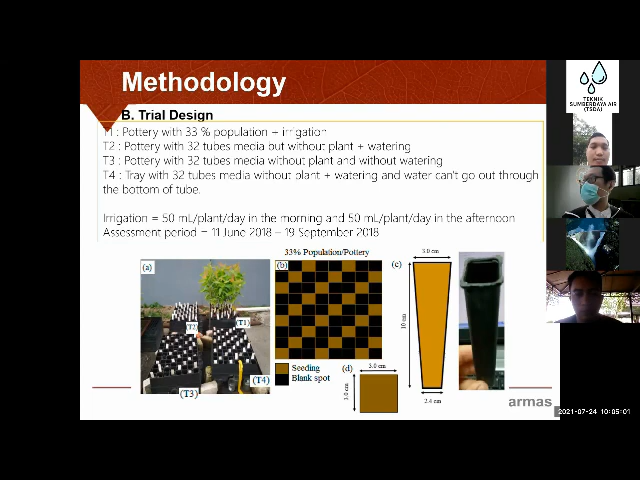 Methodology
B. Trial Design
T1 : Pottery with 33 % population + irrigation
T2 : Pottery with 32 tubes media but without plant + watering
T3 : Pottery with 32 tubes media without plant and without watering
T4 : Tray with 32 tubes media without plant + watering and water can't go out through
the bottom of tube.
Irrigation = 50 mL/plant/day in the morning and 50 mL/plant/day in the afternoon
Assessment period = 11 June 2018 – 19 September 2018
33% Population/Pottery
(a)
(T2)
(T1)
(T3)
(T4)
(b)
Seeding
Blank spot
(c)
3.0 cm
10 cm
2.4 cm
(d)
3.0 cm
3.0 cm
armas
TEKNIK
SUMBERDAYA AIR
(TSDA)
2021-07-24 10:05:01